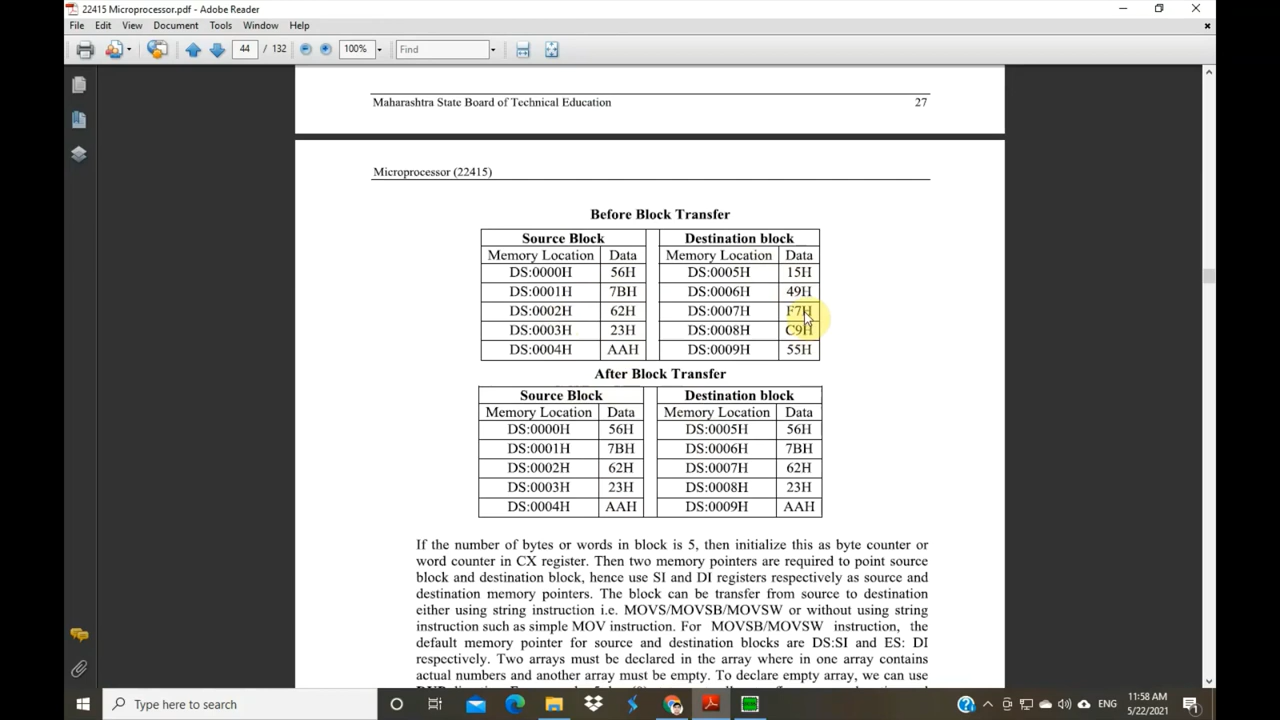 22415 Microprocessor.pdf - Adobe Reader
File Edit View Document Tools Window Help
44 / 132 100% Find
Maharashtra State Board of Technical Education 27
Microprocessor (22415)
Before Block Transfer
Source Block Destination block
Memory Location Data Memory Location Data
DS:0000H 56H DS:0005H 15H
DS:0001H 7BH DS:0006H 49H
DS:0002H 62H DS:0007H F7H
DS:0003H 23H DS:0008H C9H
DS:0004H AAH DS:0009H 55H
After Block Transfer
Source Block Destination block
Memory Location Data Memory Location Data
DS:0000H 56H DS:0005H 56H
DS:0001H 7BH DS:0006H 7BH
DS:0002H 62H DS:0007H 62H
DS:0003H 23H DS:0008H 23H
DS:0004H AAH DS:0009H AAH
If the number of bytes or words in block is 5, then initialize this as byte counter or
word counter in CX register. Then two memory pointers are required to point source
block and destination block, hence use SI and DI registers respectively as source and
destination memory pointers. The block can be transfer from source to destination
either using string instruction i.e. MOVS/MOVSB/MOVSW or without using string
instruction such as simple MOV instruction. For MOVSB/MOVSW instruction, the
default memory pointer for source and destination blocks are DS:SI and ES: DI
respectively. Two arrays must be declared in the array where in one array contains
actual numbers and another array must be empty. To declare empty array, we can use
Type here to search
ENG
11:58 AM
5/22/2021